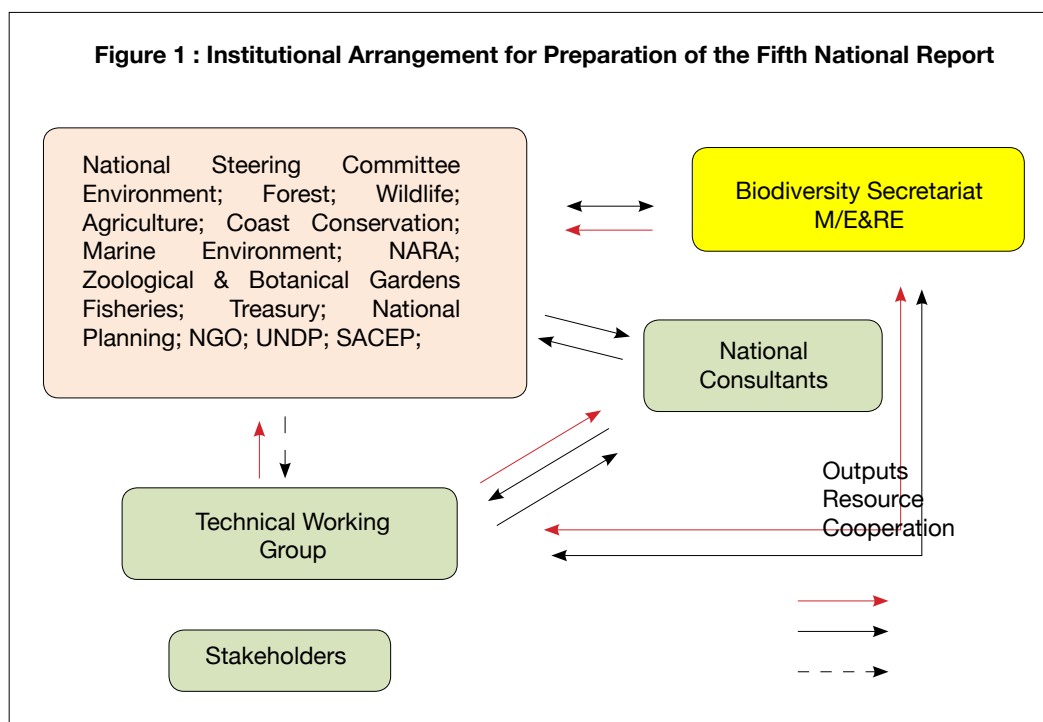 Figure 1 : Institutional Arrangement for Preparation of the Fifth National Report
National Steering Committee
Environment; Forest; Wildlife;
Agriculture; Coast Conservation;
Marine Environment; NARA;
Zoological & Botanical Gardens
Fisheries; Treasury; National
Planning; NGO; UNDP; SACEP;
Biodiversity Secretariat
M/E&RE
National
Consultants
Technical Working
Group
Outputs
Resource
Cooperation
Stakeholders